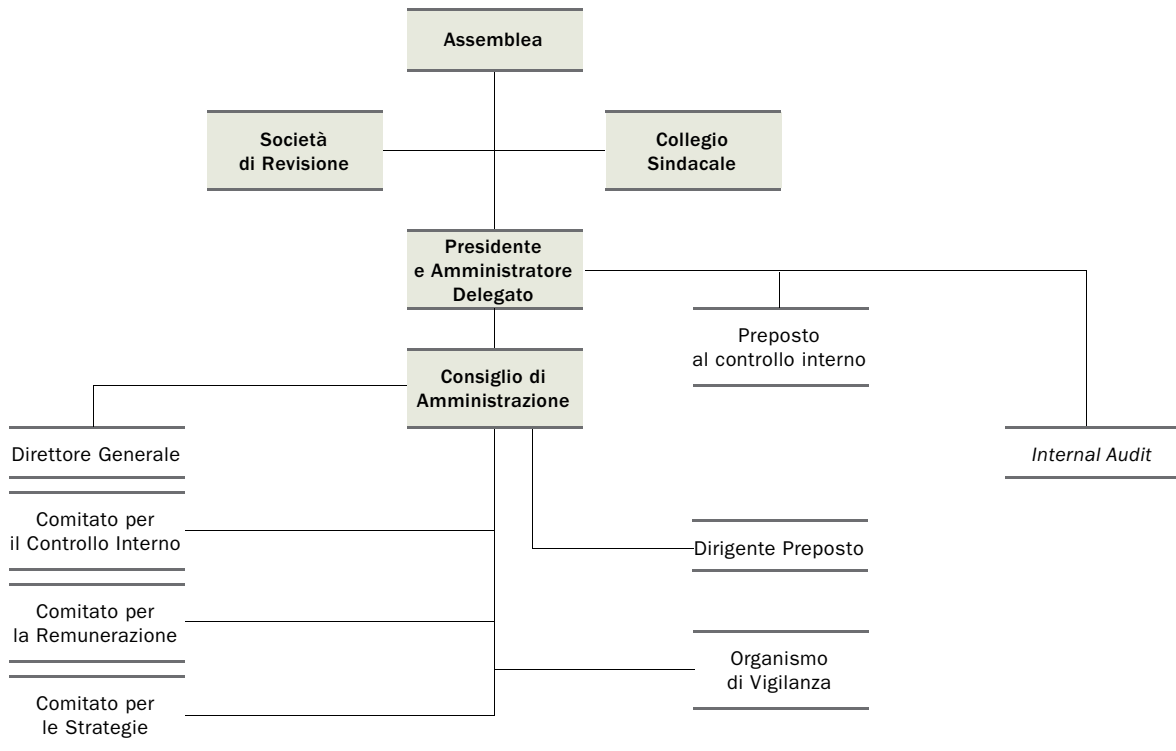 Assemblea
Società
di Revisione
Collegio
Sindacale
Presidente
e Amministratore
Delegato
Preposto
al controllo interno
Consiglio di
Amministrazione
Direttore Generale
Internal Audit
Comitato per
il Controllo Interno
Dirigente Preposto
Comitato per
la Remunerazione
Organismo
di Vigilanza
Comitato per
le Strategie